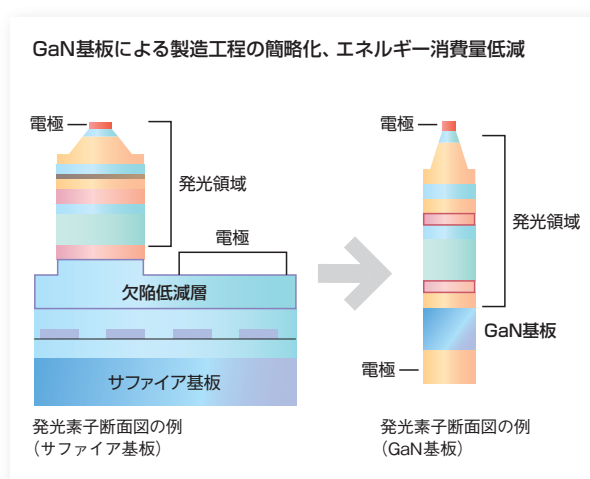 GaN基板による製造工程の簡略化、エネルギー消費量低減
電極
発光領域
電極
欠陥低減層
サファイア基板
発光素子断面図の例
（サファイア基板）
電極
発光領域
GaN基板
電極
発光素子断面図の例
（GaN基板）